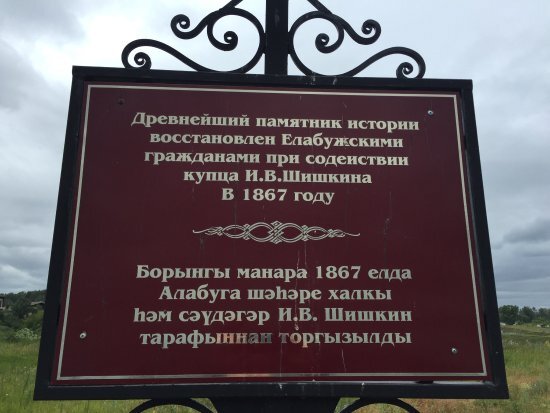 Древнейший памятник истории
восстановлен Елабужскими
гражданами при содействии
купца И.В.Шишкина
В 1867 году
Борынгы манара 1867 елда
Алабуга шәһәре халкы
һәм сәүдәгәр И.В. Шишкин
тарафыннан торгызылды